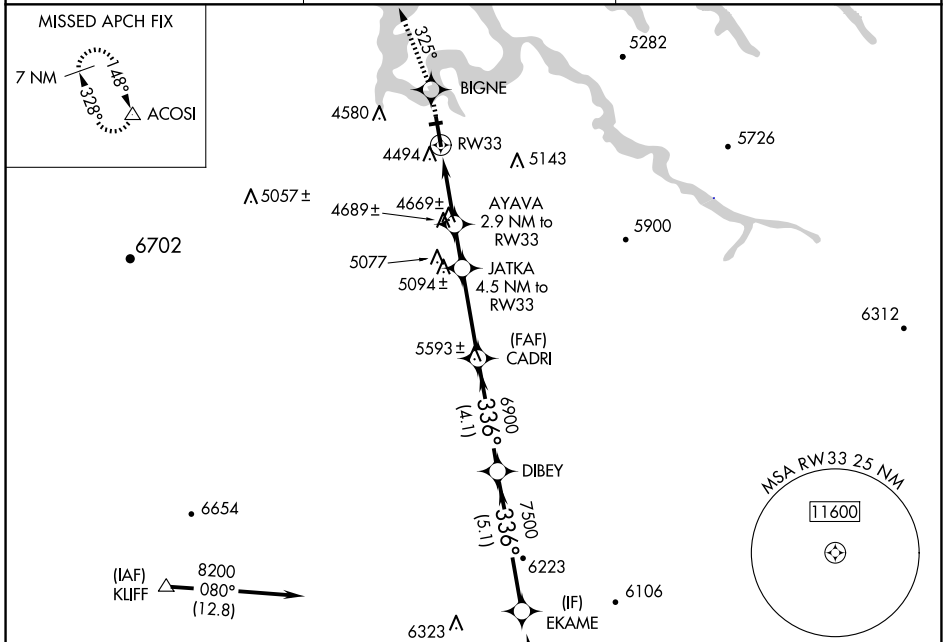 MISSED APCH FIX
7 NM
148°
328°
ACOSI
325°
BIGNE
5282
4580
RW33
4494
5143
5726
5057 ±
4669±
4689±
AYAVA
2.9 NM to
RW33
5900
6702
5077
5094±
JATKA
4.5 NM to
RW33
6312
5593±
(FAF)
CADRI
6900
336°
(4.1)
DIBEY
7500
336°
(5.1)
6654
6223
MSA RW33 25 NM
11600
(IAF)
KLIFF
8200
080°
(12.8)
(IF)
EKAME
6106
6323